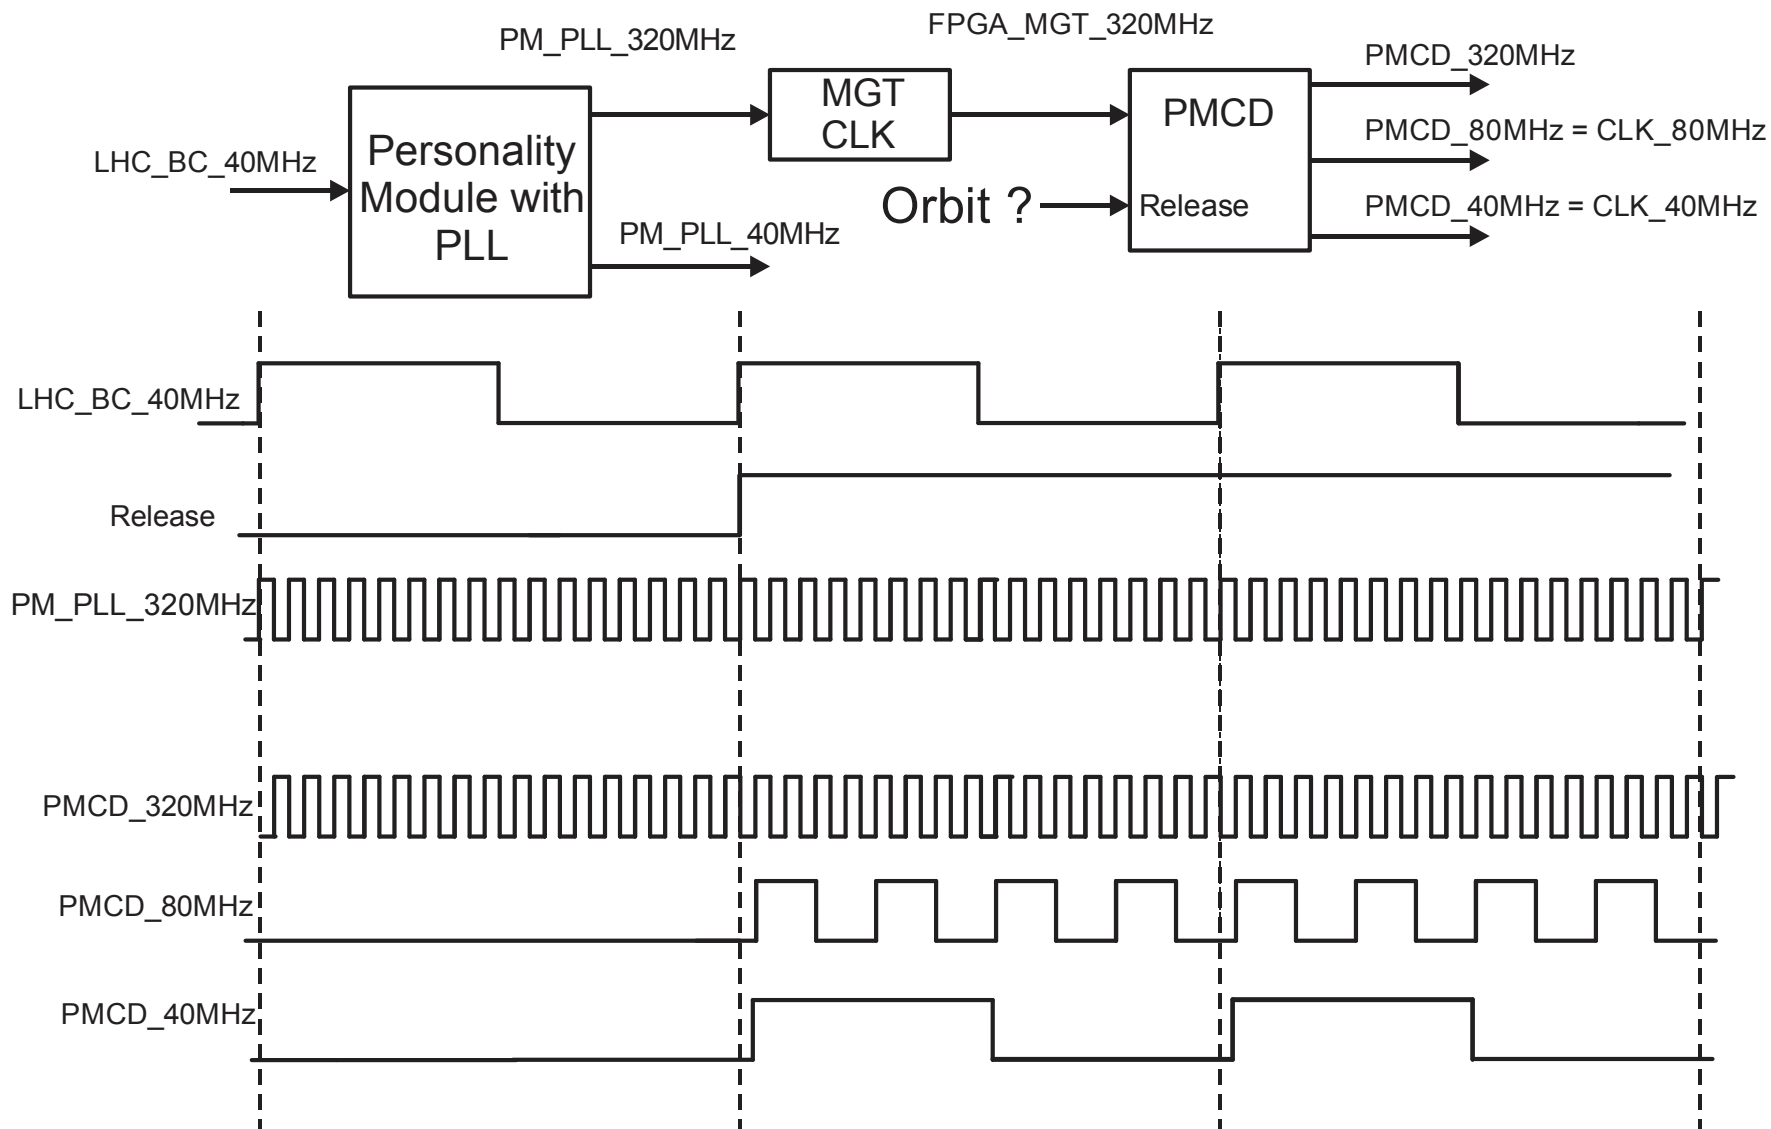 PM_PLL_320MHz
FPGA_MGT_320MHz
LHC_BC_40MHz
Personality
Module with
PLL
MGT
CLK
PMCD
Orbit ?
Release
PM_PLL_40MHz
PMCD_320MHz
PMCD_80MHz = CLK_80MHz
PMCD_40MHz = CLK_40MHz
LHC_BC_40MHz
Release
PM_PLL_320MHz
PMCD_320MHz
PMCD_80MHz
PMCD_40MHz